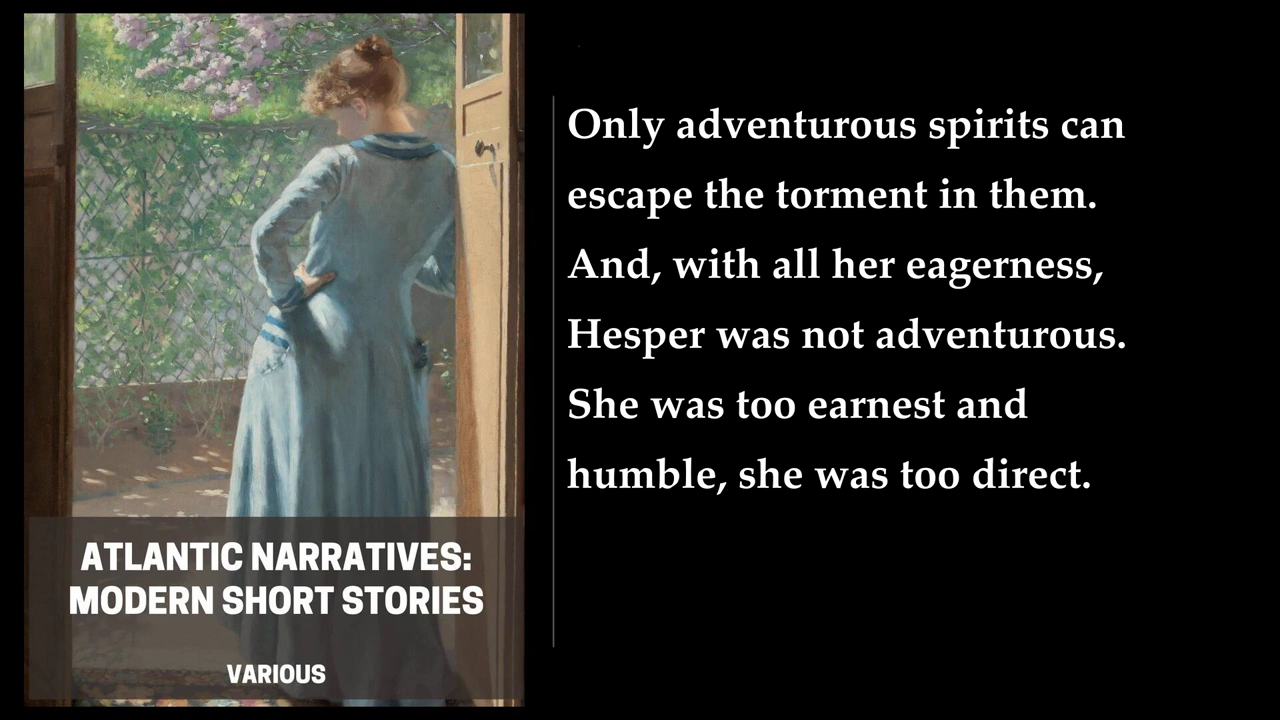 Only adventurous spirits can
escape the torment in them.
And, with all her eagerness,
Hesper was not adventurous.
She was too earnest and
humble, she was too direct.
ATLANTIC NARRATIVES:
MODERN SHORT STORIES
VARIOUS